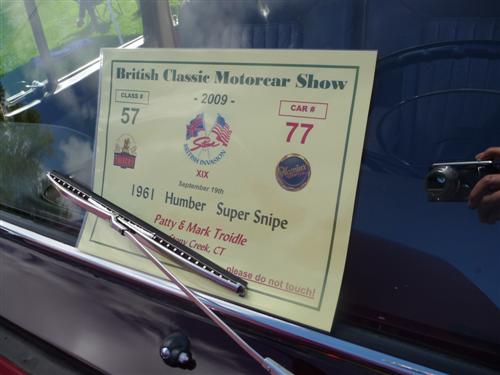 British Classic Motorcar Show
- 2009 -
CLASS #
57
CAR #
77
Stowe
BRITISH INVASION
XIX
September 19th
1961 Humber Super Snipe
Patty & Mark Troidle
Creek, CT
please do not touch!